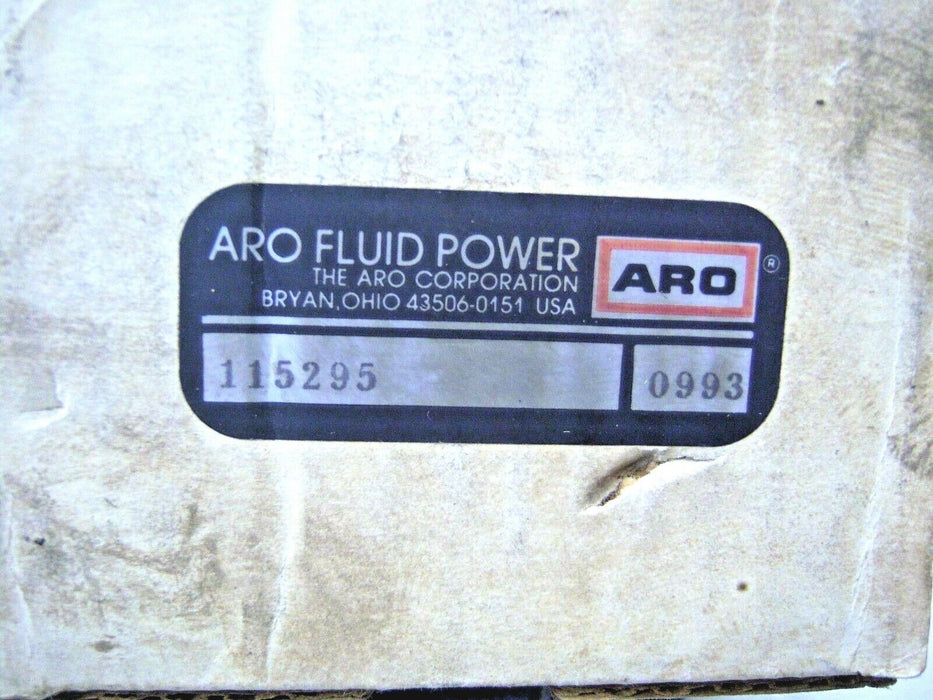 ARO FLUID POWER
THE ARO CORPORATION
BRYAN, OHIO 43506-0151 USA
ARO ®
115295
0993